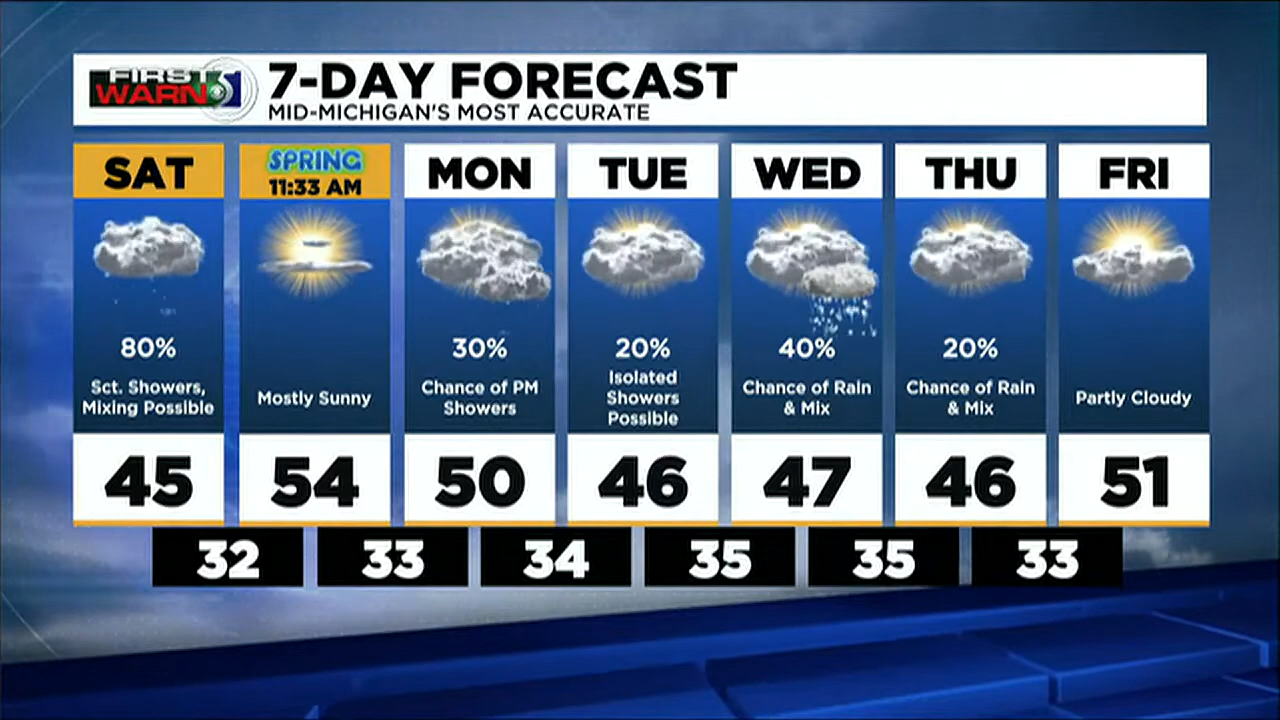 FIRST
WARN 5
7-DAY FORECAST
MID-MICHIGAN'S MOST ACCURATE
SAT
80%
Sct. Showers,
Mixing Possible
45
SPRING
11:33 AM
Mostly Sunny
54
MON
30%
Chance of PM
Showers
50
TUE
20%
Isolated
Showers
Possible
46
WED
40%
Chance of Rain
& Mix
47
THU
20%
Chance of Rain
& Mix
46
FRI
Partly Cloudy
51
32
33
34
35
35
33